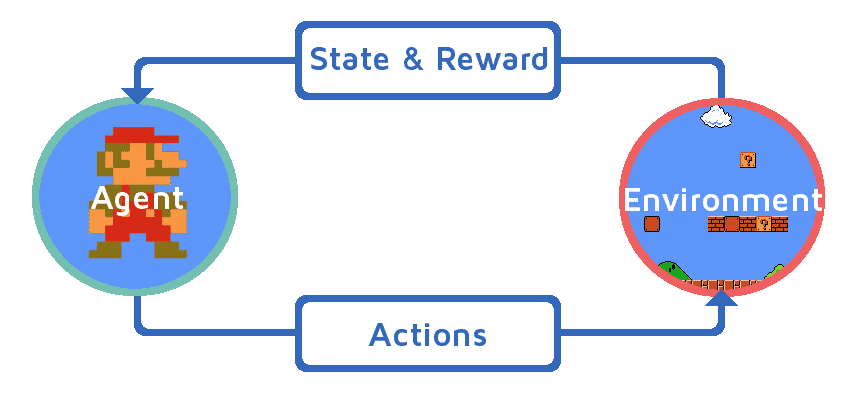 State & Reward
Agent
Environment
?
?
Actions